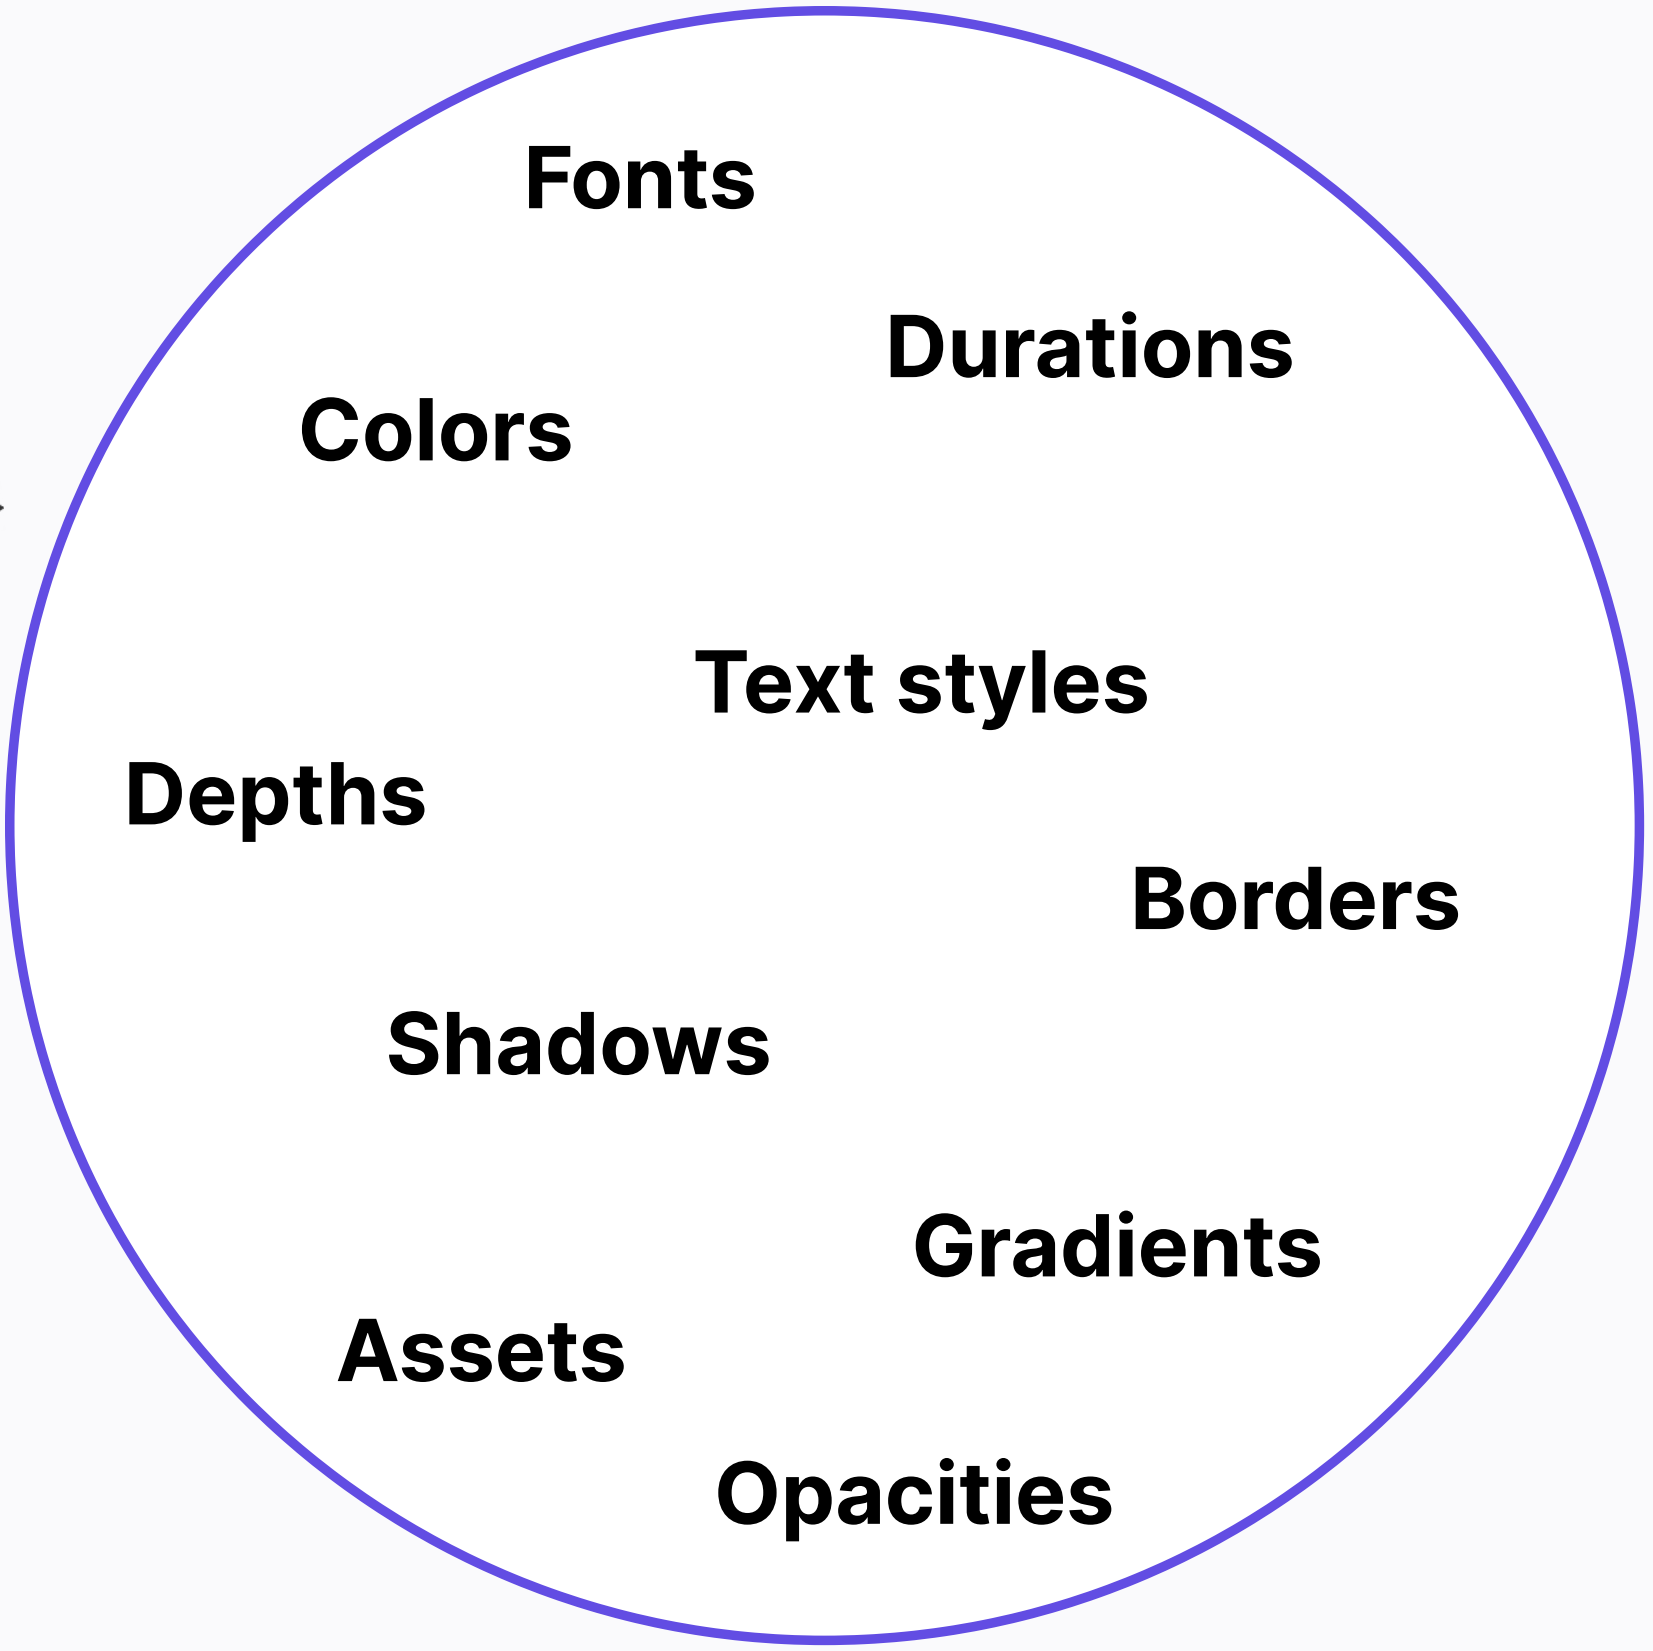 Fonts
Durations
Colors
Text styles
Depths
Borders
Shadows
Gradients
Assets
Opacities